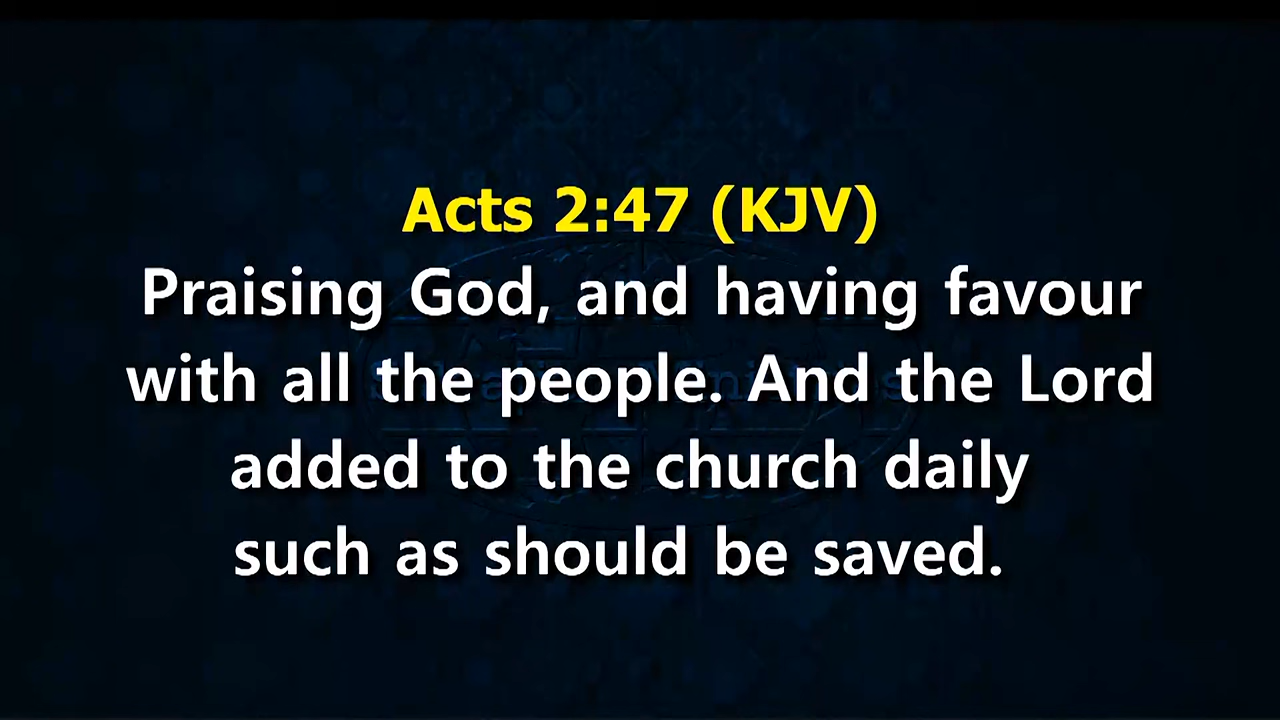 Acts 2:47 (KJV)
Praising God, and having favour
with all the people. And the Lord
added to the church daily
such as should be saved.